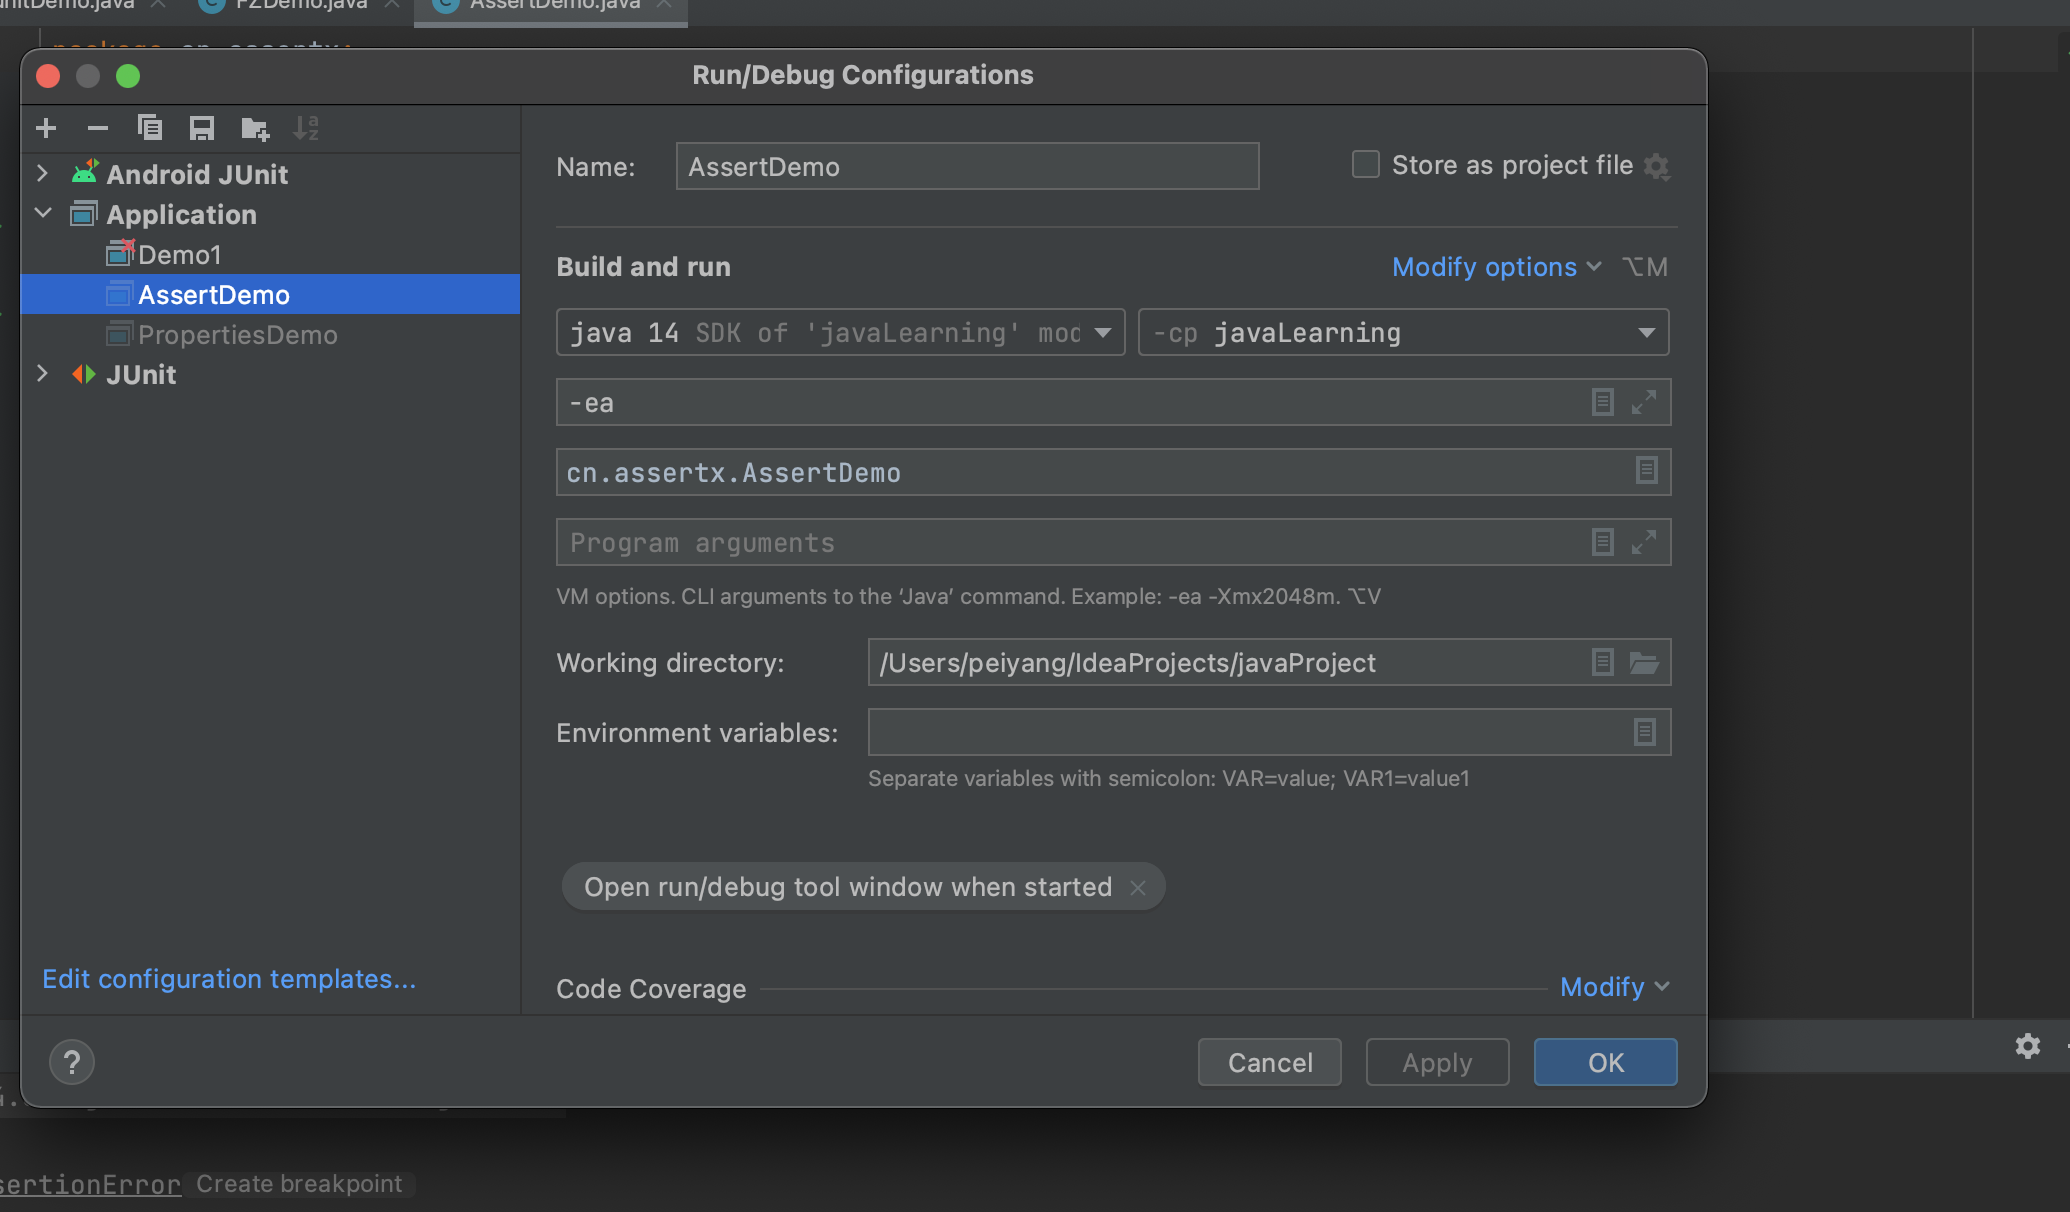 FZDemo.java
AssertDemo.java
Run/Debug Configurations
Android JUnit
Application
Demo1
AssertDemo
PropertiesDemo
JUnit
Edit configuration templates...
Name: AssertDemo
Store as project file
Build and run
Modify options ⌥M
java 14 SDK of 'javaLearning' mod
-cp javaLearning
-ea
cn.assertx.AssertDemo
Program arguments
VM options. CLI arguments to the ‘Java’ command. Example: -ea -Xmx2048m. ⌥V
Working directory: /Users/peiyang/IdeaProjects/javaProject
Environment variables:
Separate variables with semicolon: VAR=value; VAR1=value1
Open run/debug tool window when started
Code Coverage
Modify
?
Cancel
Apply
OK
sertionError Create breakpoint